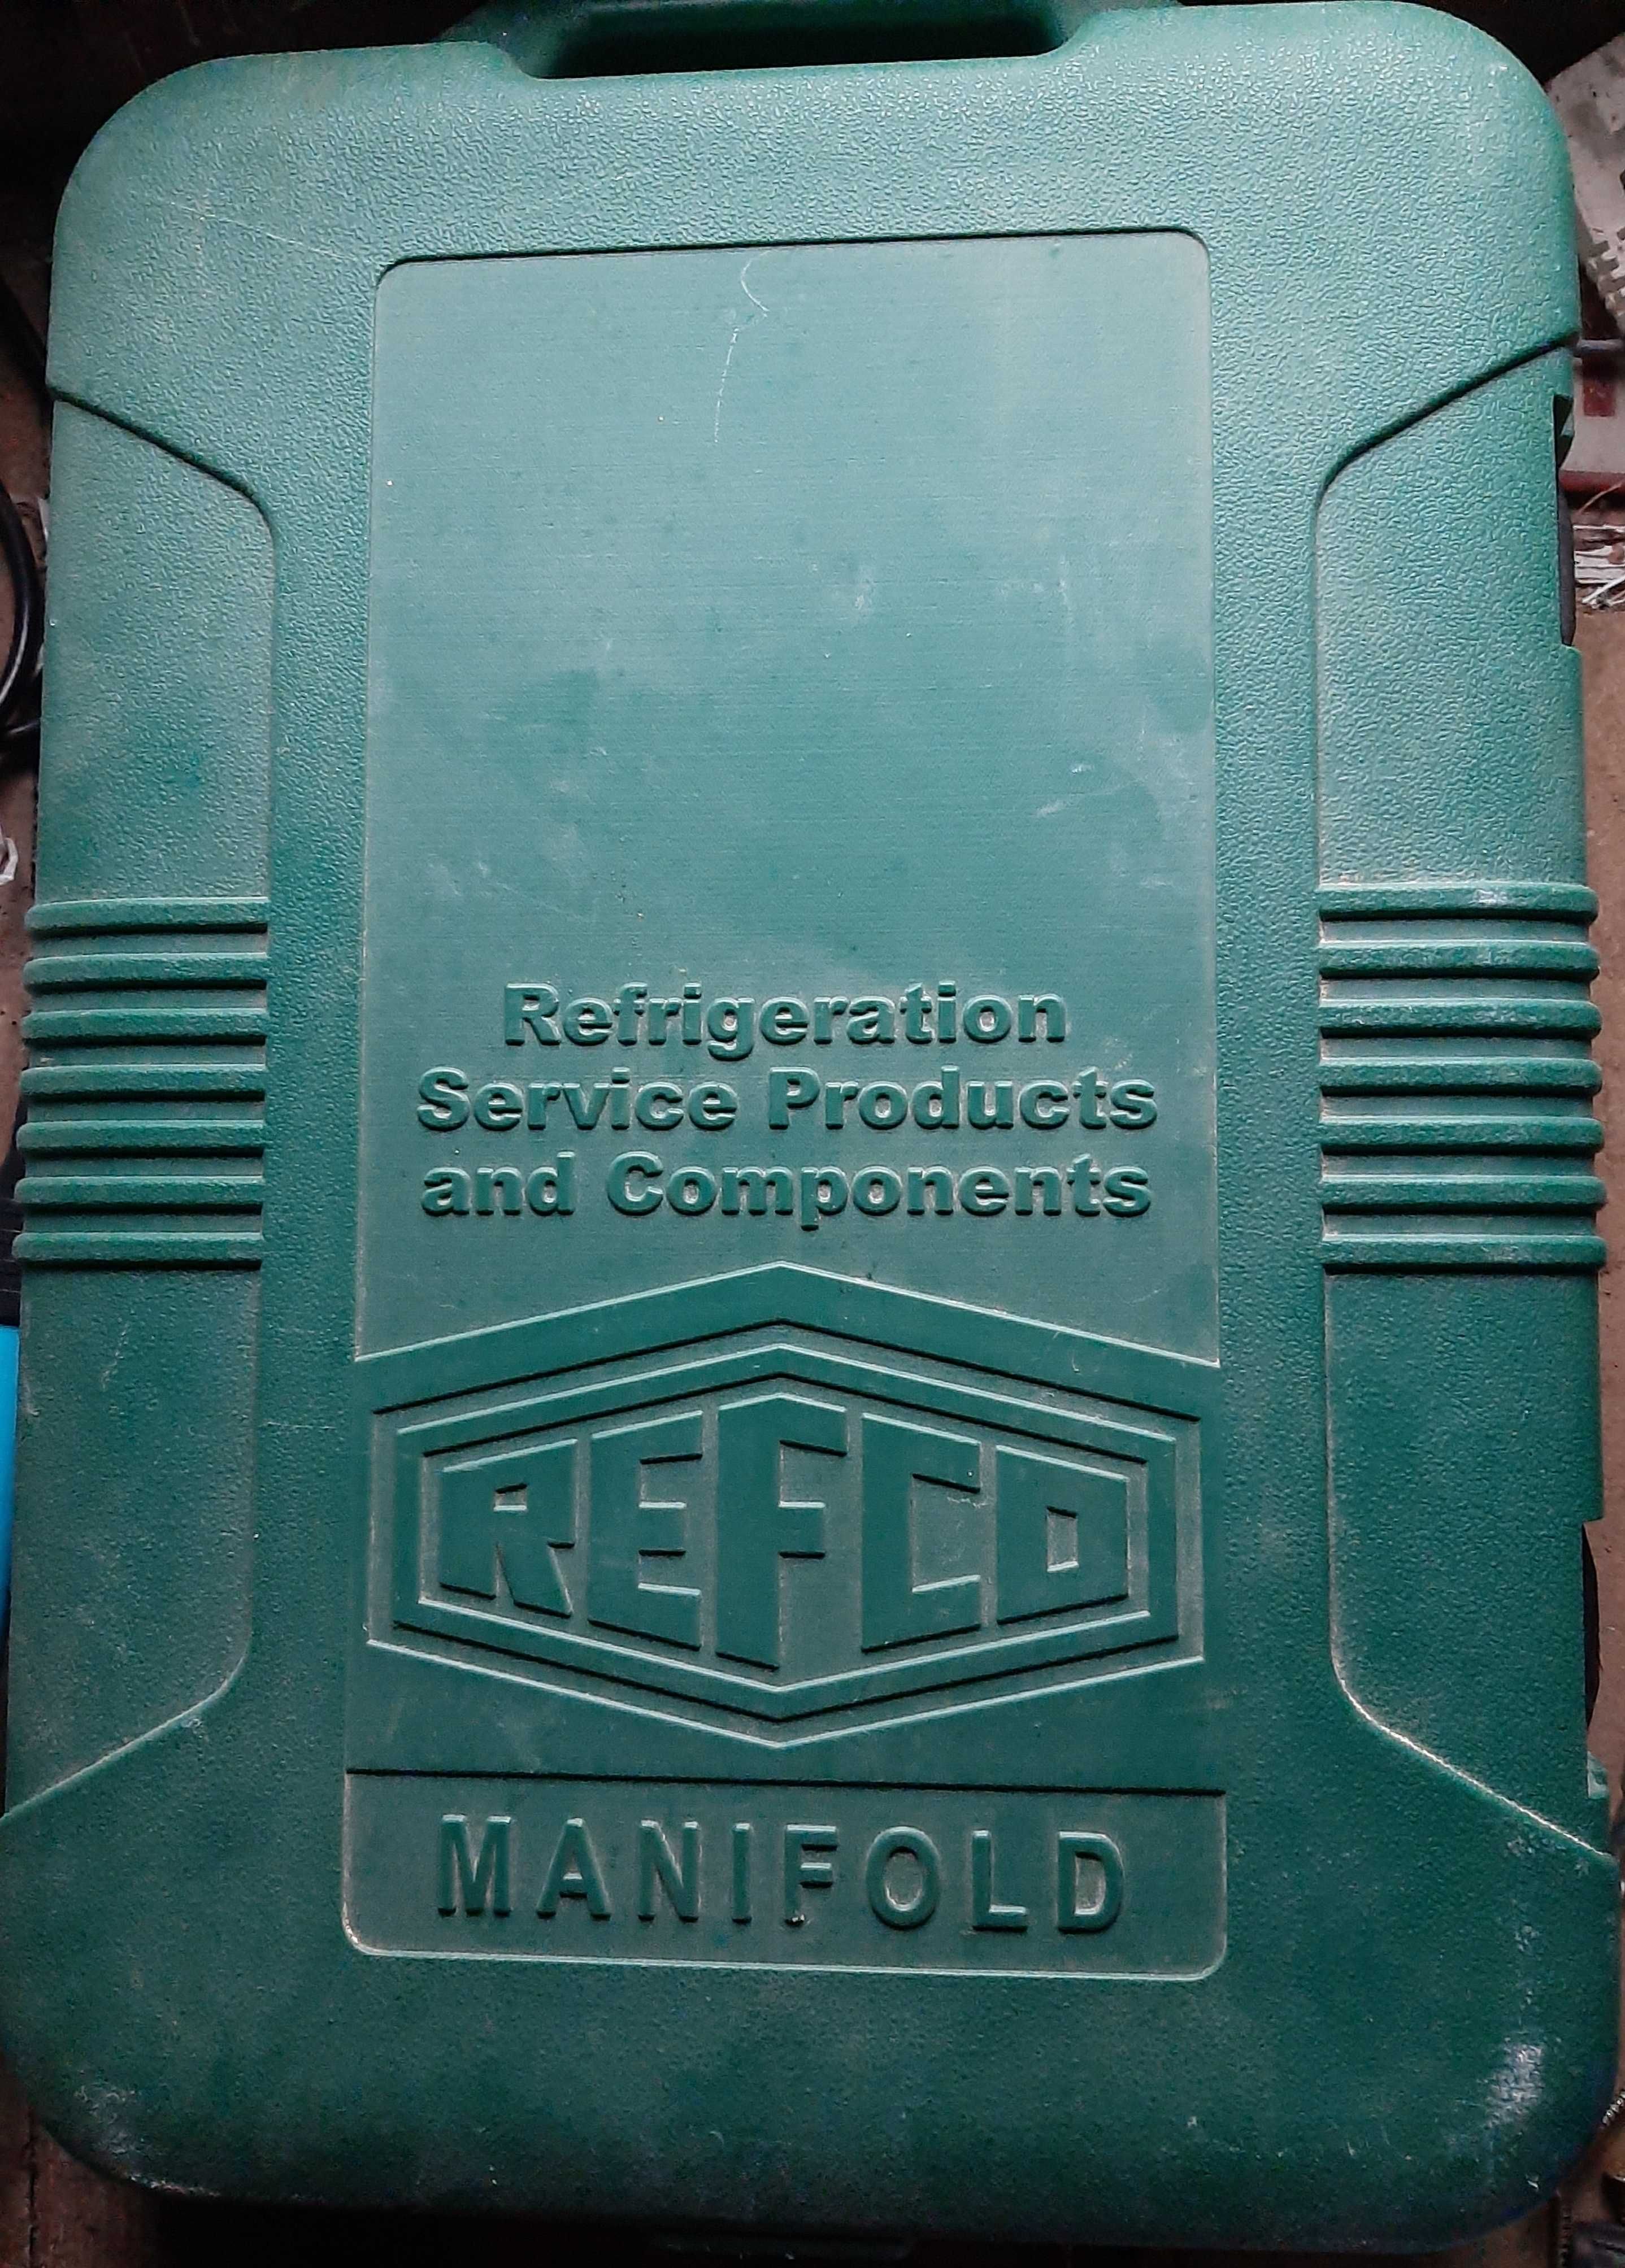 Refrigeration
Service Products
and Components
REFCO
MANIFOLD